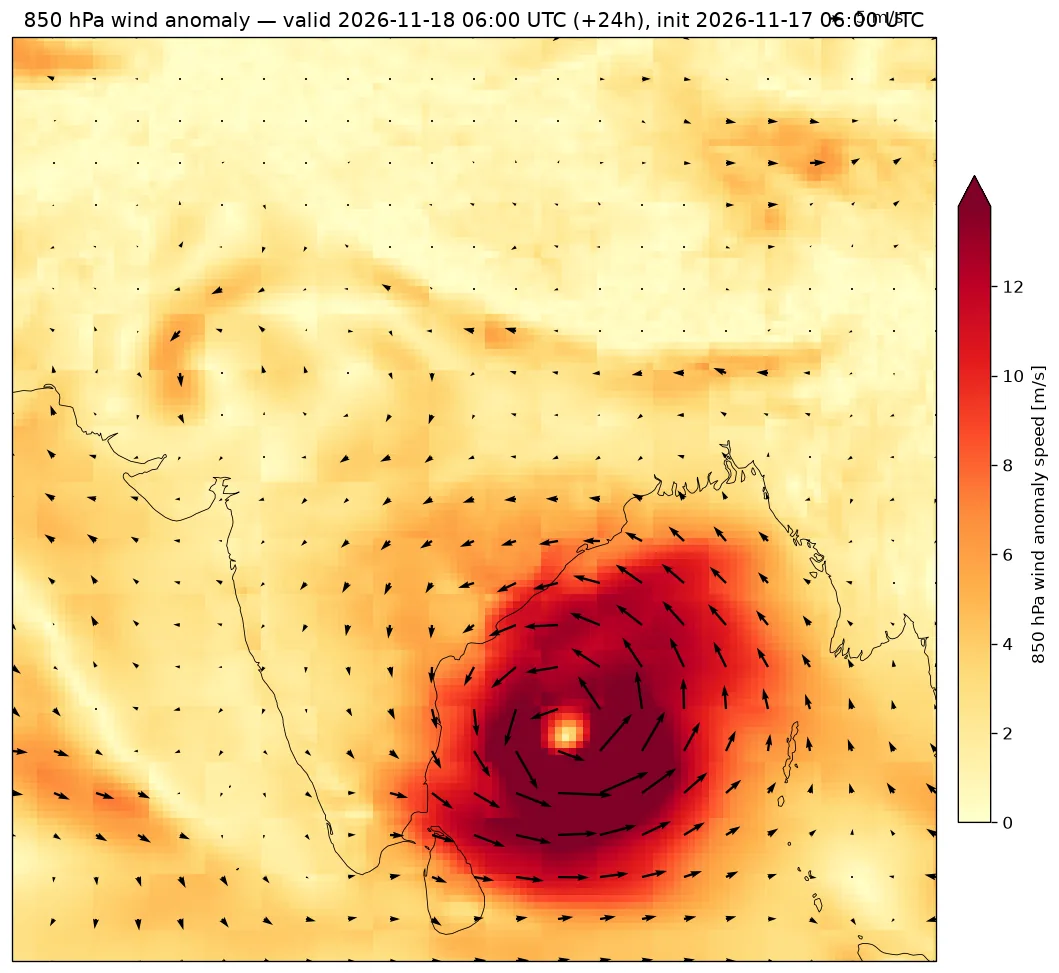 850 hPa wind anomaly — valid 2026-11-18 06:00 UTC (+24h), init 2026-11-17 06:00 UTC
5 m/s
12
10
8
6
4
2
0
850 hPa wind anomaly speed [m/s]